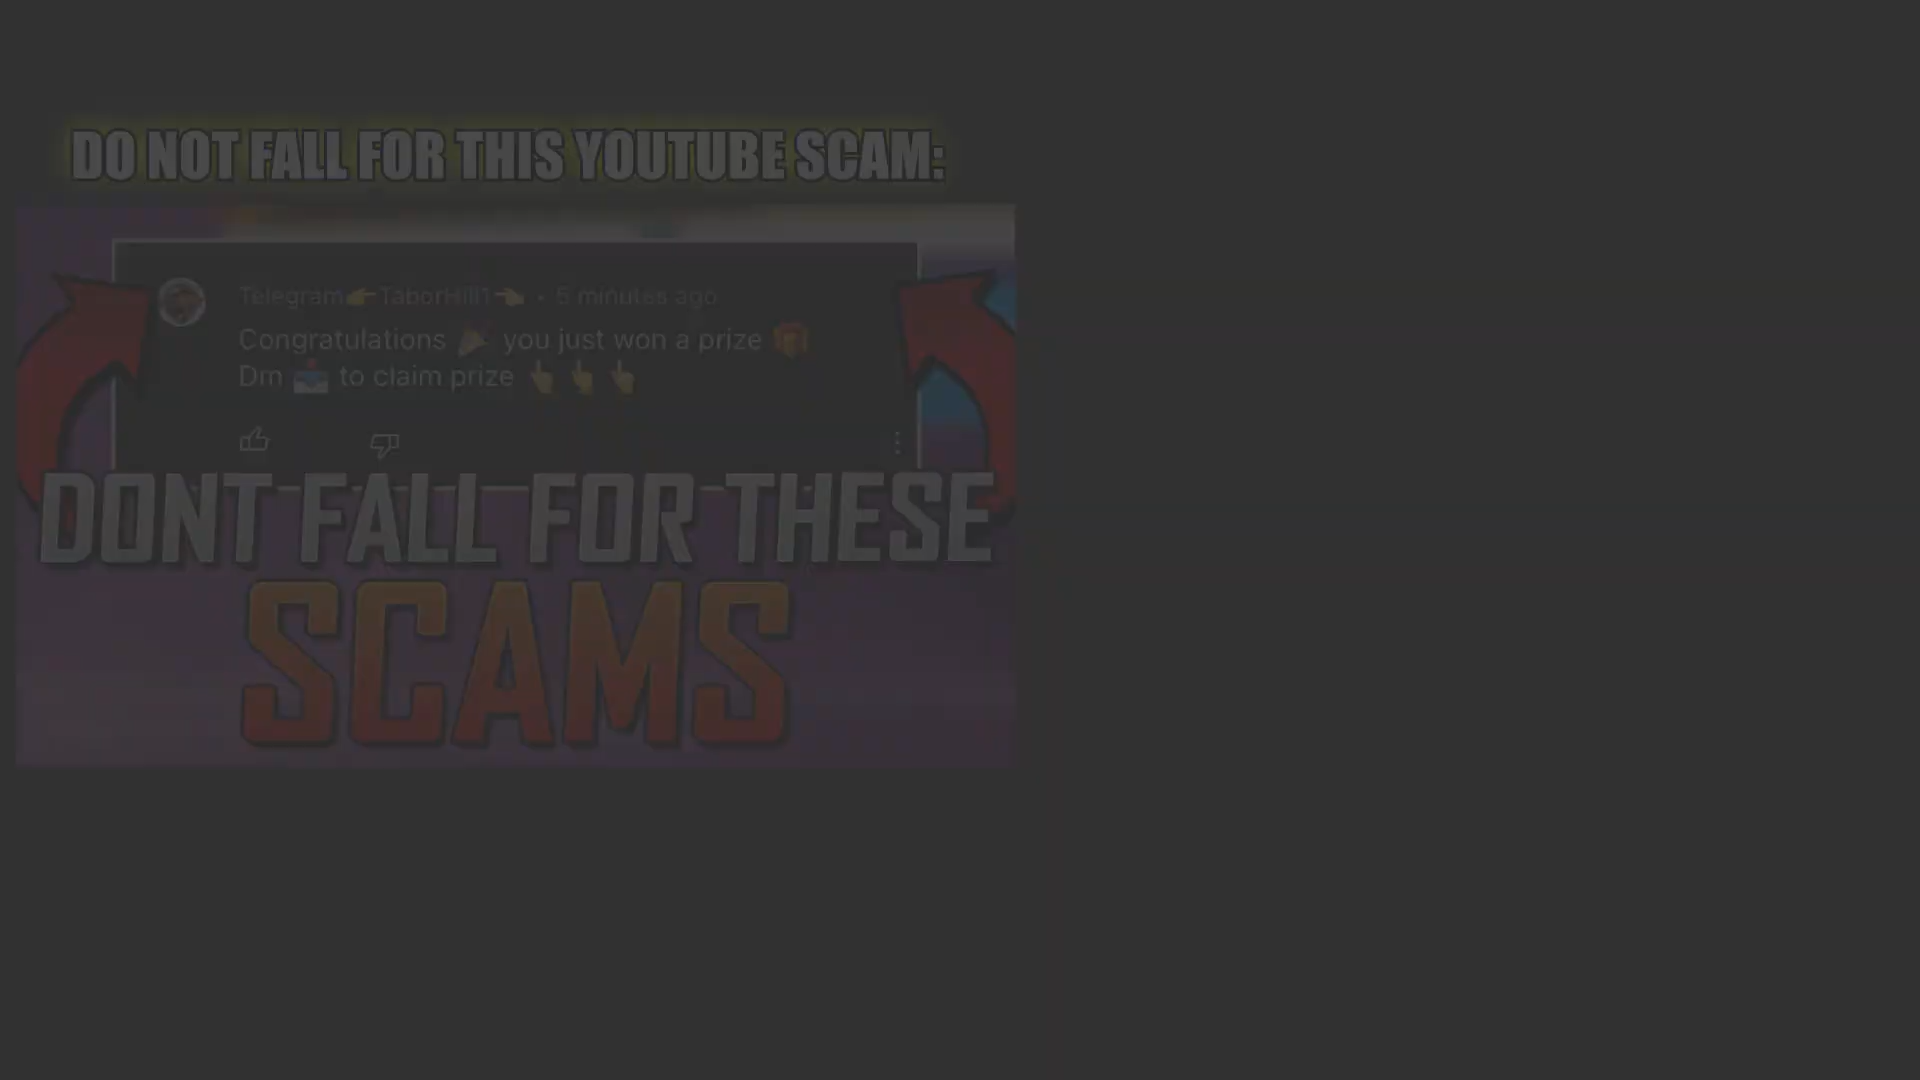 DO NOT FALL FOR THIS YOUTUBE SCAM:
Telegram👉TaborHill1👈 · 5 minutes ago
Congratulations 🎉 you just won a prize 🎁
Dm 📩 to claim prize 👆 👆 👆
DONT FALL FOR THESE
SCAMS